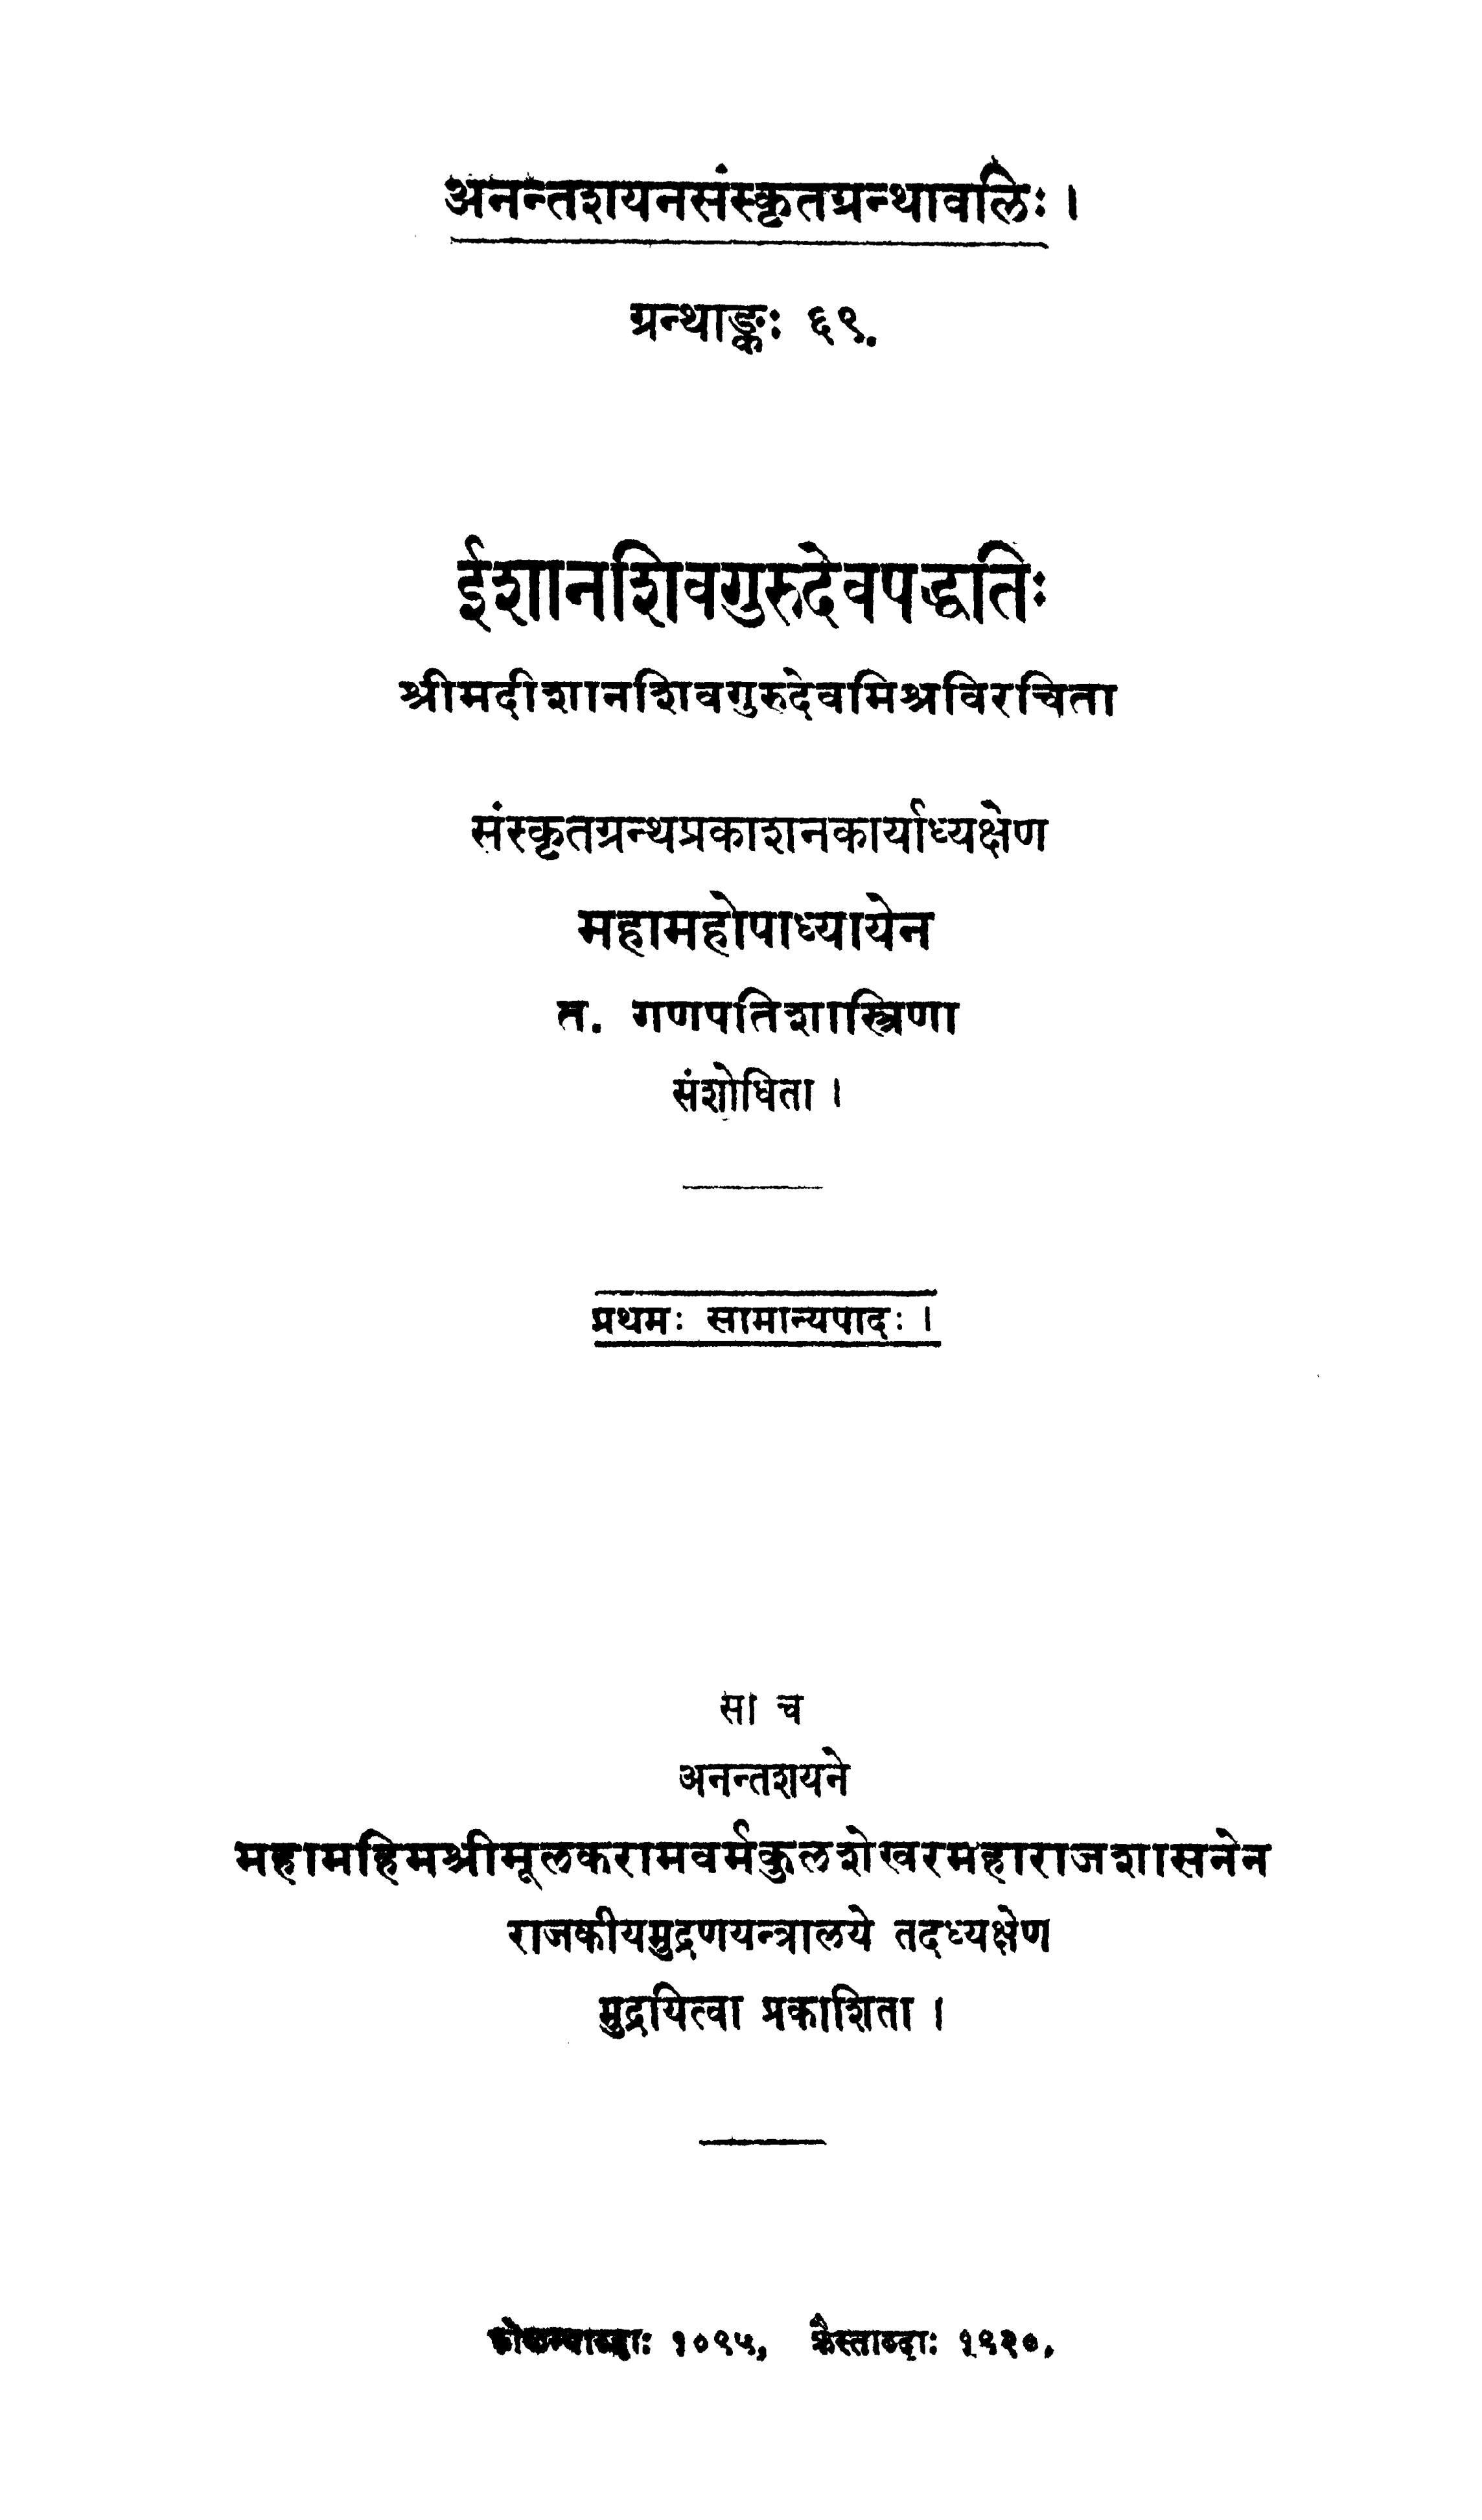 अनन्तशयनसंस्कृतग्रन्थावलिः ।
ग्रन्थाङ्कः ६९.
ईशानशिवगुरुदेवपद्धतिः
श्रीमदीशानशिवगुरुदेवमिश्रविरचिता
संस्कृतग्रन्थप्रकाशनकार्याध्यक्षेण
महामहोपाध्यायेन
त. गणपतिशास्त्रिणा
संशोधिता ।
प्रथमः सामान्यपादः ।
सा च
अनन्तशयने
महामहिमश्रीमूलकरामवर्मकुलशेखरमहाराजशासनेन
राजकीयमुद्रणयन्त्रालये तदध्यक्षेण
मुद्रयित्वा प्रकाशिता ।
कोळम्बाब्दाः १०९५, क्रैस्ताब्दाः १९२०.